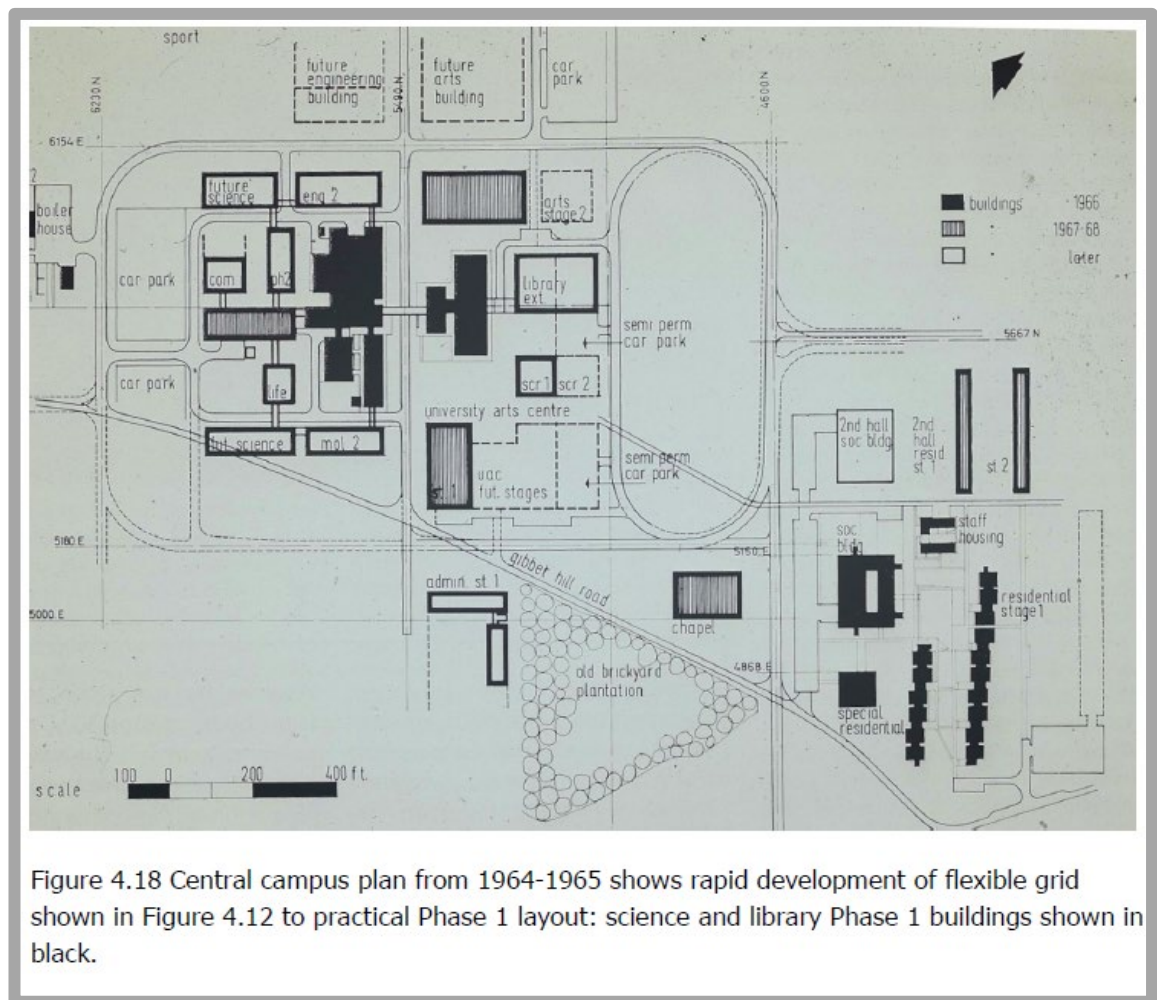 sport
future
engineering
building
future
arts
building
car
park
6230 N
5490 N
4600 N
6154 E
boiler
house
future
science
eng 2
arts
stage 2
buildings 1966
" 1967-68
later
car park
com
ph2
library
ext
semi perm
car park
5667 N
car park
life
scr 1
scr 2
university arts centre
2nd hall
soc bldg
2nd
hall
resid
st 1
st 2
fut science
mol 2
st 1
uac
fut. stages
semi perm
car park
5180 E
5160 E
soc
bldg
staff
housing
gibbet hill road
admin st 1
5000 E
chapel
residential
stage 1
old brickyard
plantation
4868 E
special
residential
scale
100 0 200 400 ft.
Figure 4.18 Central campus plan from 1964-1965 shows rapid development of flexible grid
shown in Figure 4.12 to practical Phase 1 layout: science and library Phase 1 buildings shown in
black.